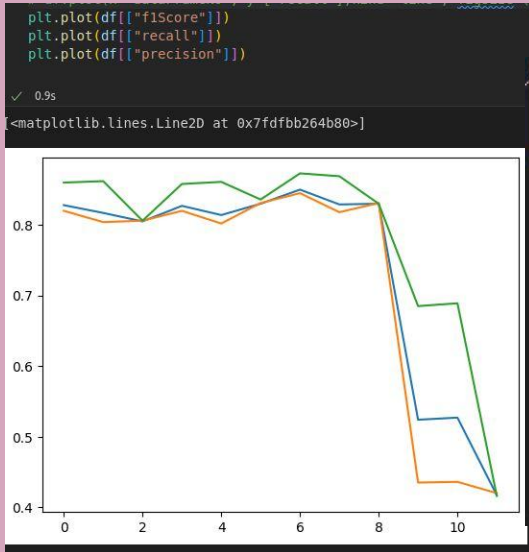 plt.plot(df[["f1Score"]])
plt.plot(df[["recall"]])
plt.plot(df[["precision"]])
✓ 0.9s
[<matplotlib.lines.Line2D at 0x7fdfbb264b80>]
0.8
0.7
0.6
0.5
0.4
0 2 4 6 8 10